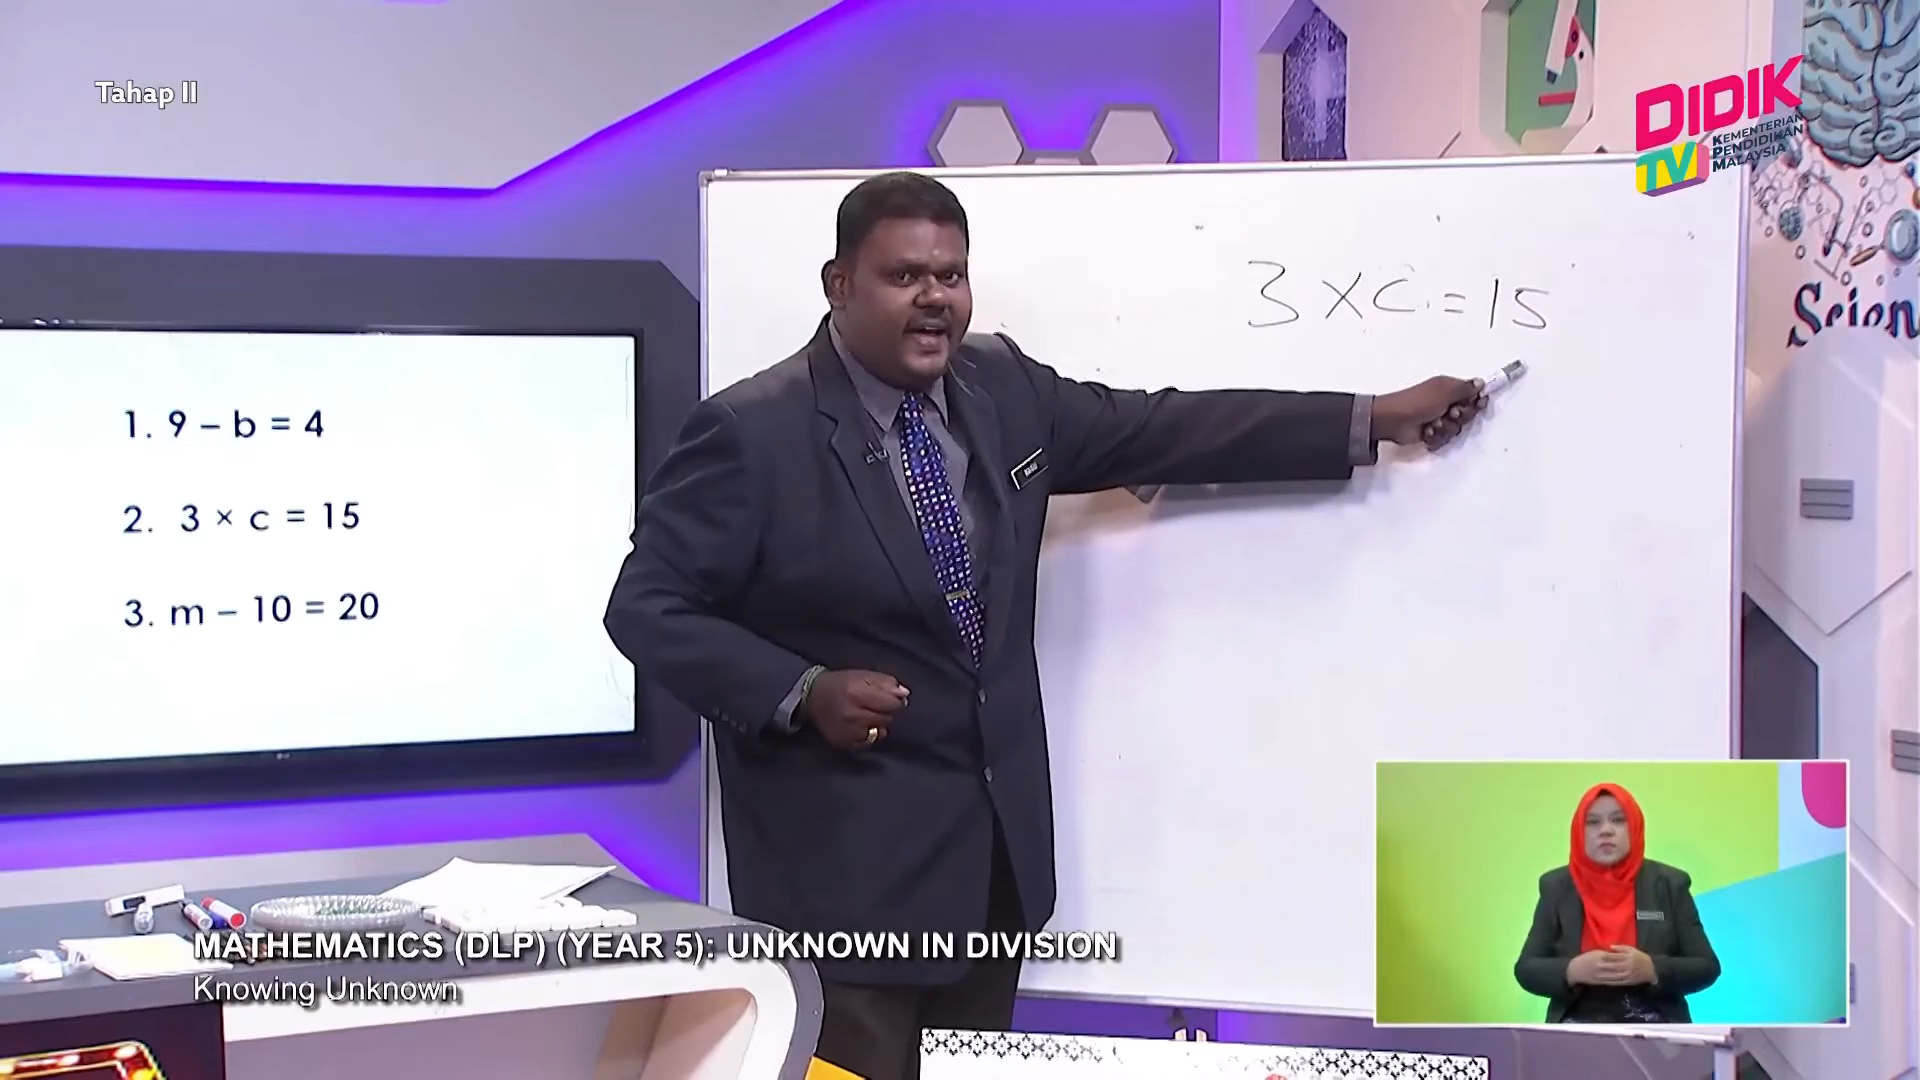 Tahap II
DIDIK
TV
KEMENTERIAN
PENDIDIKAN
MALAYSIA
3 × c = 15
Scien
1. 9 – b = 4
2. 3 × c = 15
3. m – 10 = 20
MATHEMATICS (DLP) (YEAR 5): UNKNOWN IN DIVISION
Knowing Unknown